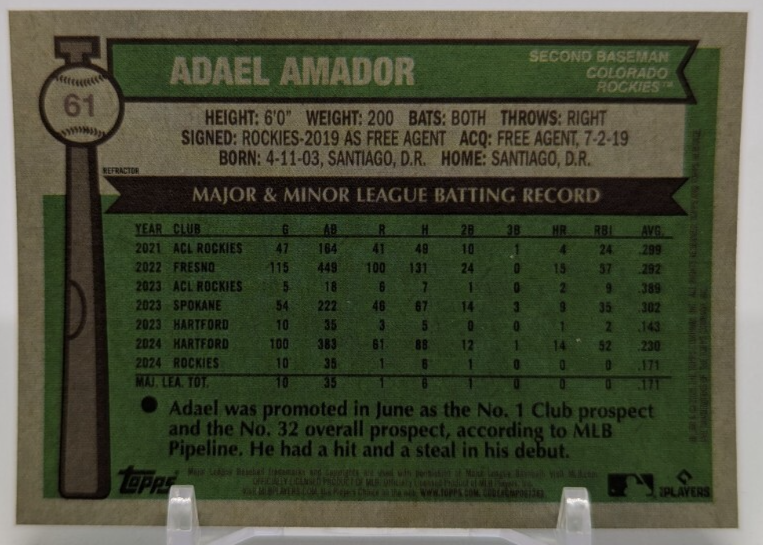 61
ADAEL AMADOR
SECOND BASEMAN
COLORADO
ROCKIES™
HEIGHT: 6'0" WEIGHT: 200 BATS: BOTH THROWS: RIGHT
SIGNED: ROCKIES-2019 AS FREE AGENT ACQ: FREE AGENT, 7-2-19
BORN: 4-11-03, SANTIAGO, D.R. HOME: SANTIAGO, D.R.
REFRACTOR
MAJOR & MINOR LEAGUE BATTING RECORD
YEAR CLUB G AB R H 2B 3B HR RBI AVG.
2021 ACL ROCKIES 47 164 41 49 10 1 4 24 .299
2022 FRESNO 115 449 100 131 24 0 15 57 .292
2023 ACL ROCKIES 5 18 6 7 1 0 2 9 .389
2023 SPOKANE 54 222 46 67 14 3 9 35 .302
2023 HARTFORD 10 35 3 5 0 0 1 2 .143
2024 HARTFORD 100 383 61 88 12 1 14 52 .230
2024 ROCKIES 10 35 1 6 1 0 0 0 .171
MAJ. LEA. TOT. 10 35 1 6 1 0 0 0 .171
Adael was promoted in June as the No. 1 Club prospect
and the No. 32 overall prospect, according to MLB
Pipeline. He had a hit and a steal in his debut.
Topps
PLAYERS